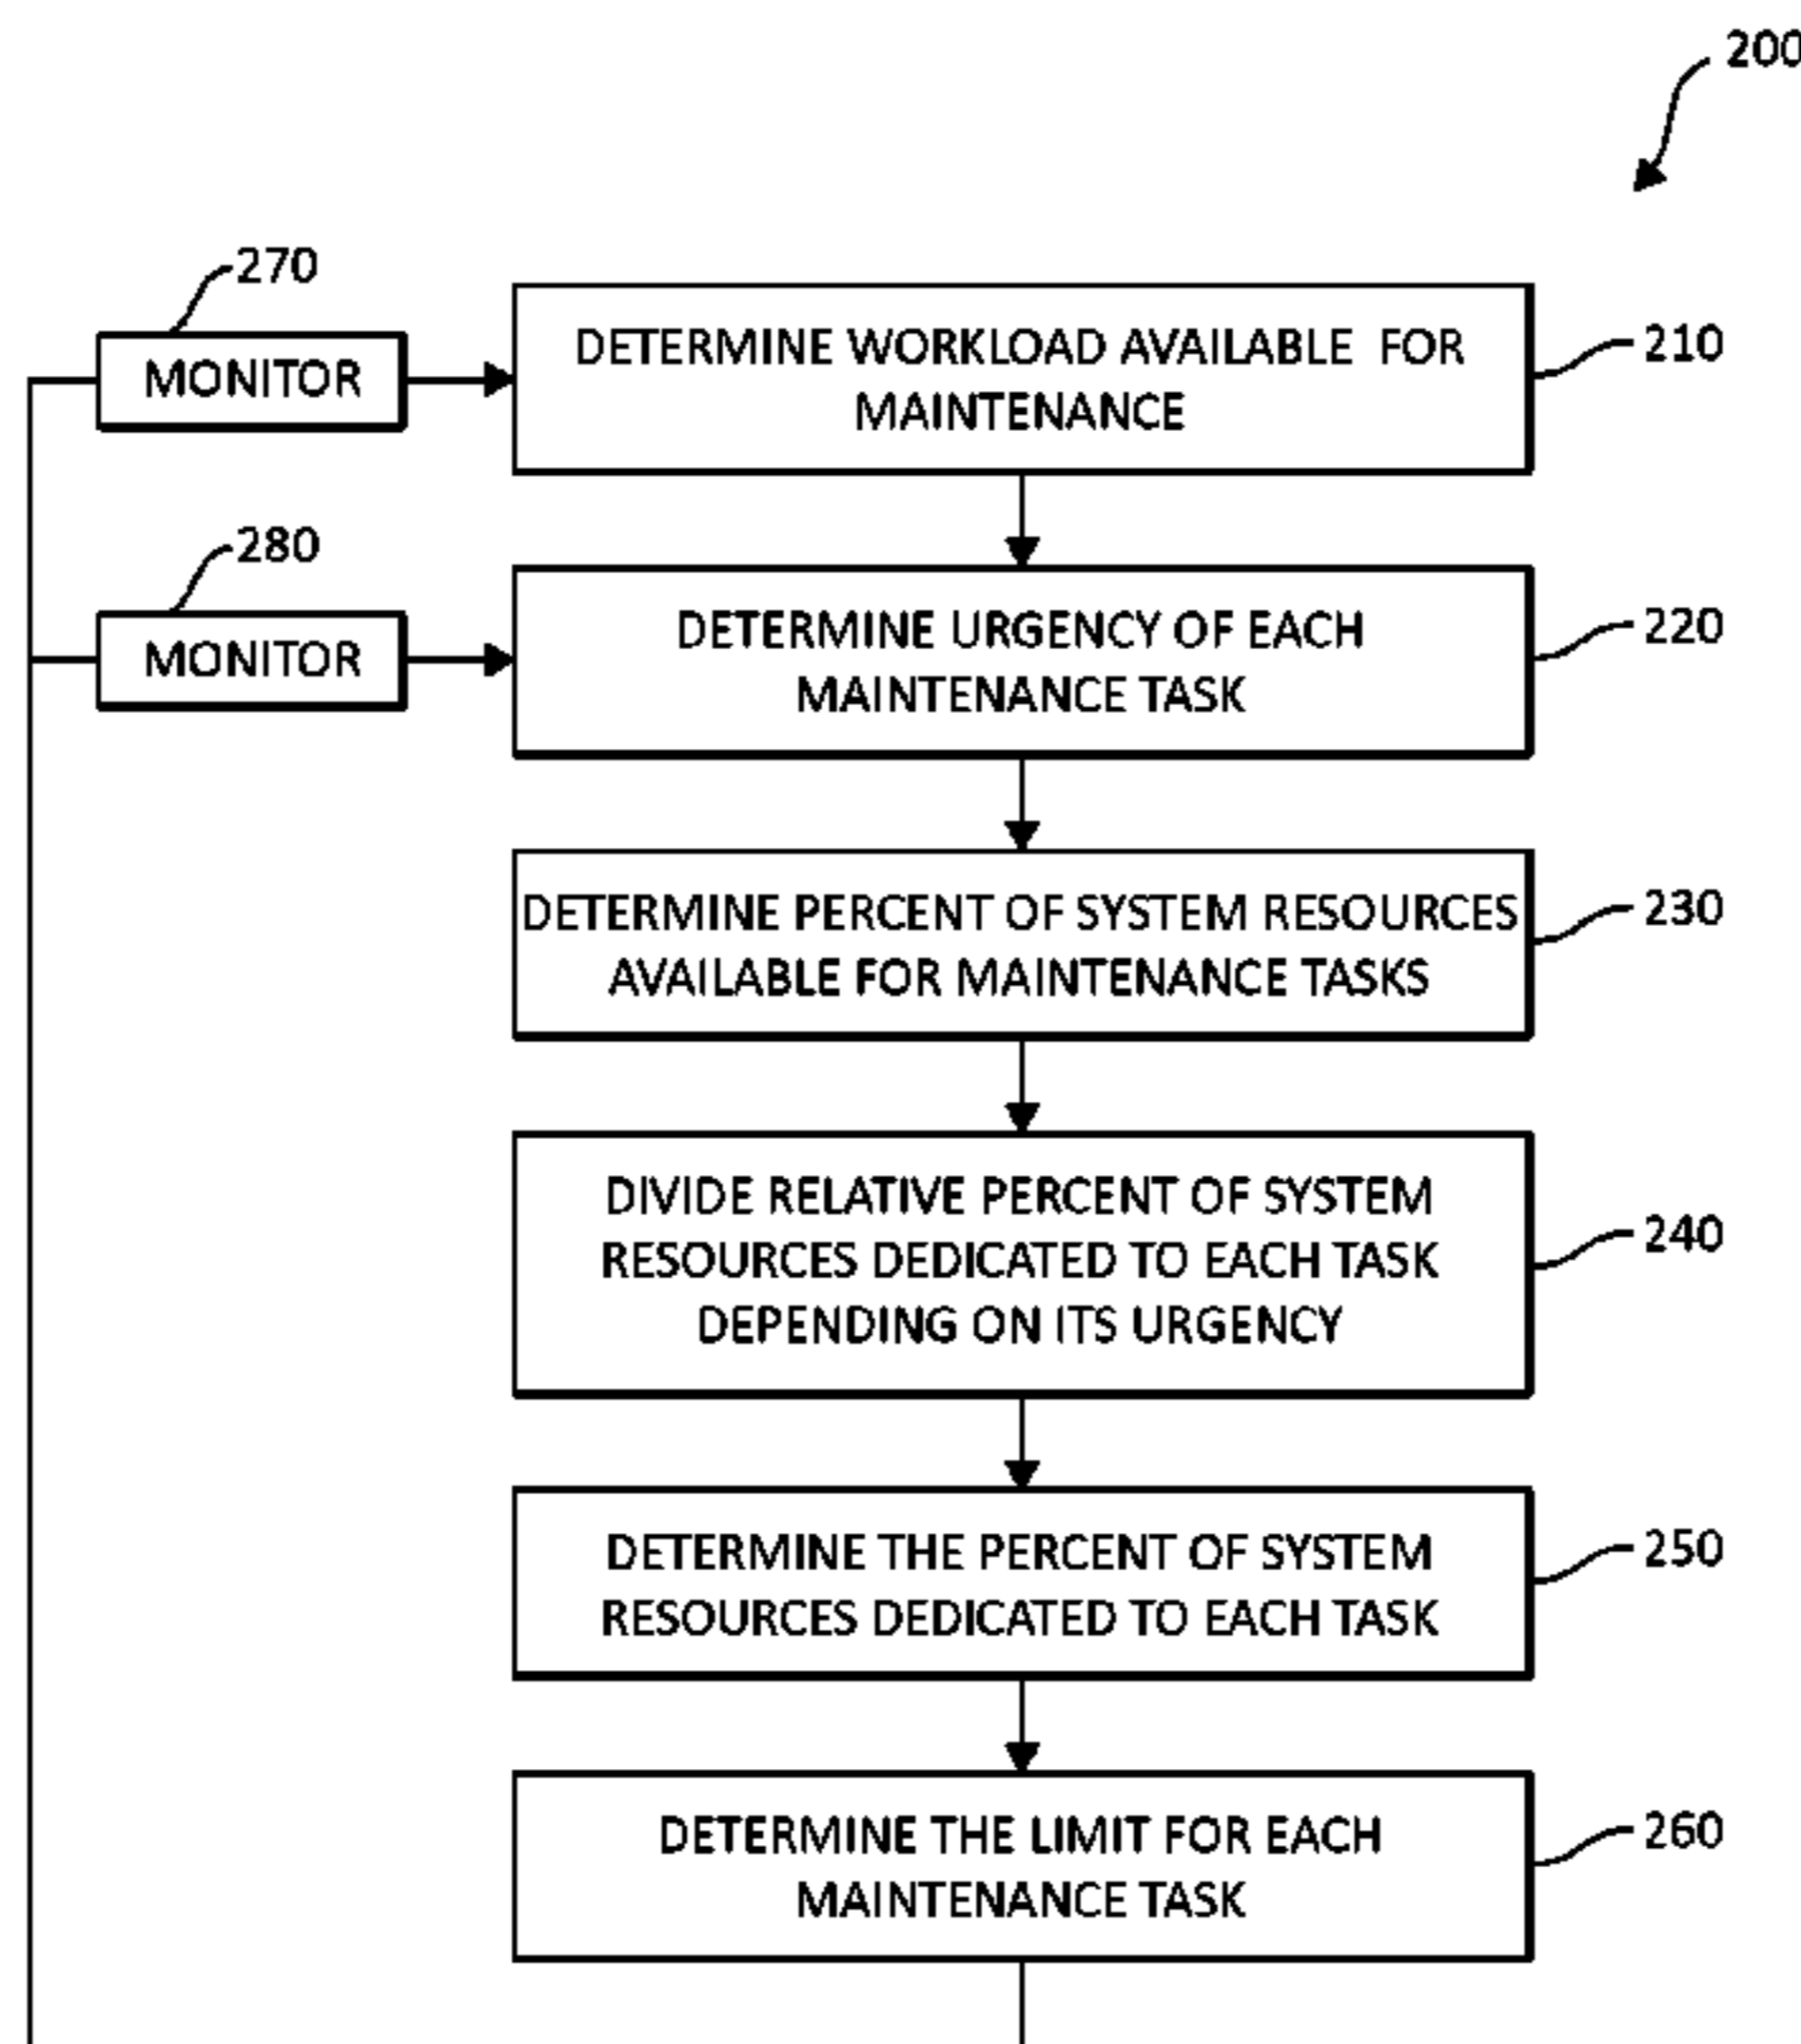 200
270
MONITOR
DETERMINE WORKLOAD AVAILABLE FOR
MAINTENANCE
210
280
MONITOR
DETERMINE URGENCY OF EACH
MAINTENANCE TASK
220
DETERMINE PERCENT OF SYSTEM RESOURCES
AVAILABLE FOR MAINTENANCE TASKS
230
DIVIDE RELATIVE PERCENT OF SYSTEM
RESOURCES DEDICATED TO EACH TASK
DEPENDING ON ITS URGENCY
240
DETERMINE THE PERCENT OF SYSTEM
RESOURCES DEDICATED TO EACH TASK
250
DETERMINE THE LIMIT FOR EACH
MAINTENANCE TASK
260